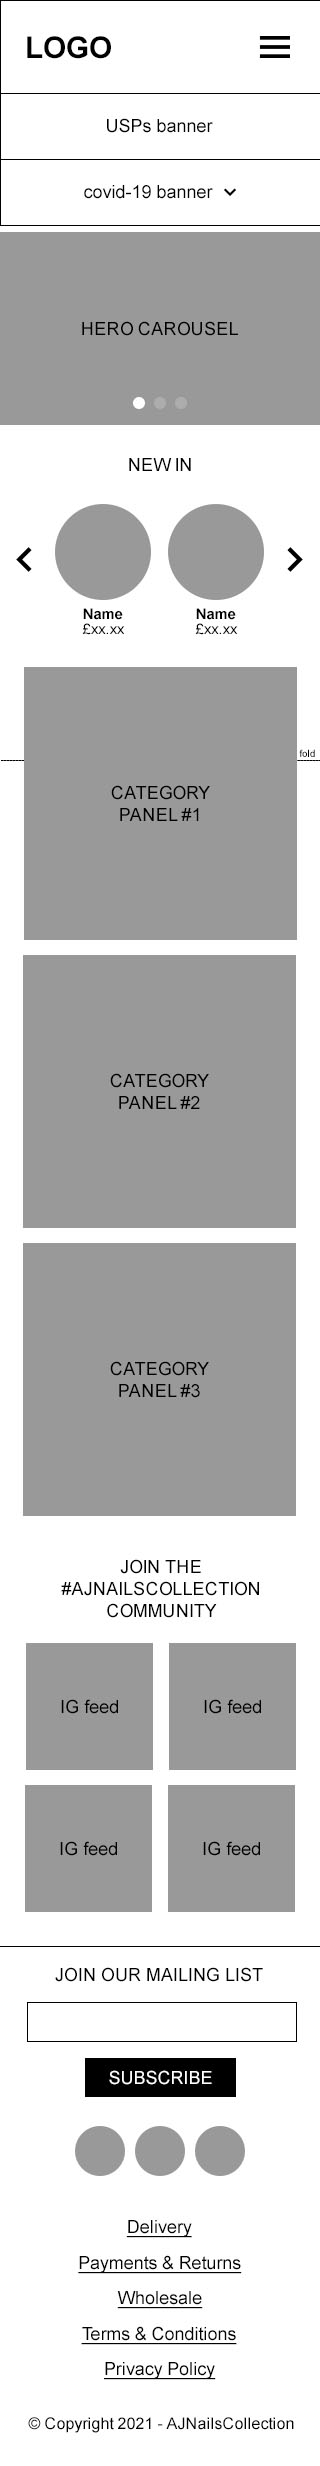 LOGO
USPs banner
covid-19 banner
HERO CAROUSEL
NEW IN
Name
£xx.xx
Name
£xx.xx
fold
CATEGORY
PANEL #1
CATEGORY
PANEL #2
CATEGORY
PANEL #3
JOIN THE
#AJNAILSCOLLECTION
COMMUNITY
IG feed
IG feed
IG feed
IG feed
JOIN OUR MAILING LIST
SUBSCRIBE
Delivery
Payments & Returns
Wholesale
Terms & Conditions
Privacy Policy
© Copyright 2021 - AJNailsCollection